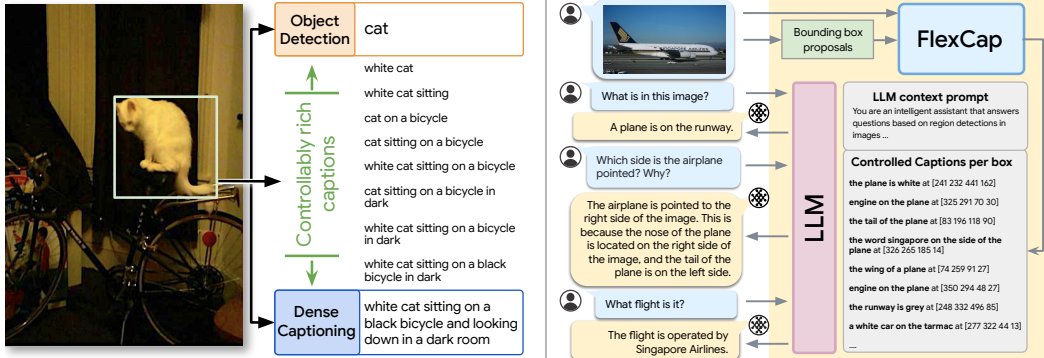 Object
Detection
cat
white cat
white cat sitting
cat on a bicycle
cat sitting on a bicycle
white cat sitting on a bicycle
cat sitting on a bicycle in
dark
white cat sitting on a bicycle
in dark
white cat sitting on a black
bicycle in dark
Controllably rich
captions
Dense
Captioning
white cat sitting on a
black bicycle and looking
down in a dark room
SINGAPORE AIRLINES
Bounding box
proposals
FlexCap
What is in this image?
A plane is on the runway.
Which side is the airplane
pointed? Why?
The airplane is pointed to the
right side of the image. This is
because the nose of the plane
is located on the right side of
the image, and the tail of the
plane is on the left side.
What flight is it?
The flight is operated by
Singapore Airlines.
LLM
LLM context prompt
You are an intelligent assistant that answers
questions based on region detections in
images ...
Controlled Captions per box
the plane is white at [241 232 441 162]
engine on the plane at [325 291 70 30]
the tail of the plane at [83 196 118 90]
the word singapore on the side of the
plane at [326 265 185 14]
the wing of a plane at [74 259 91 27]
engine on the plane at [350 294 48 27]
the runway is grey at [248 332 496 85]
a white car on the tarmac at [277 322 44 13]
....